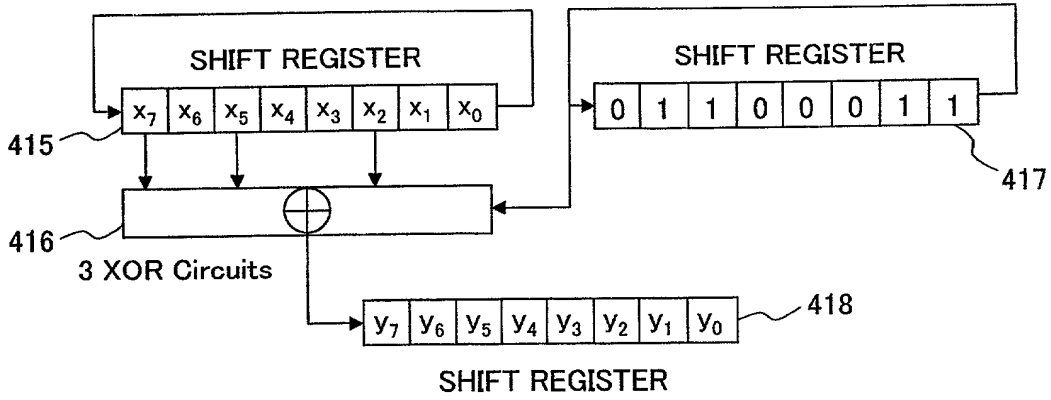 SHIFT REGISTER
x7 x6 x5 x4 x3 x2 x1 x0
415
SHIFT REGISTER
0 1 1 0 0 0 1 1
417
416
3 XOR Circuits
y7 y6 y5 y4 y3 y2 y1 y0
418
SHIFT REGISTER